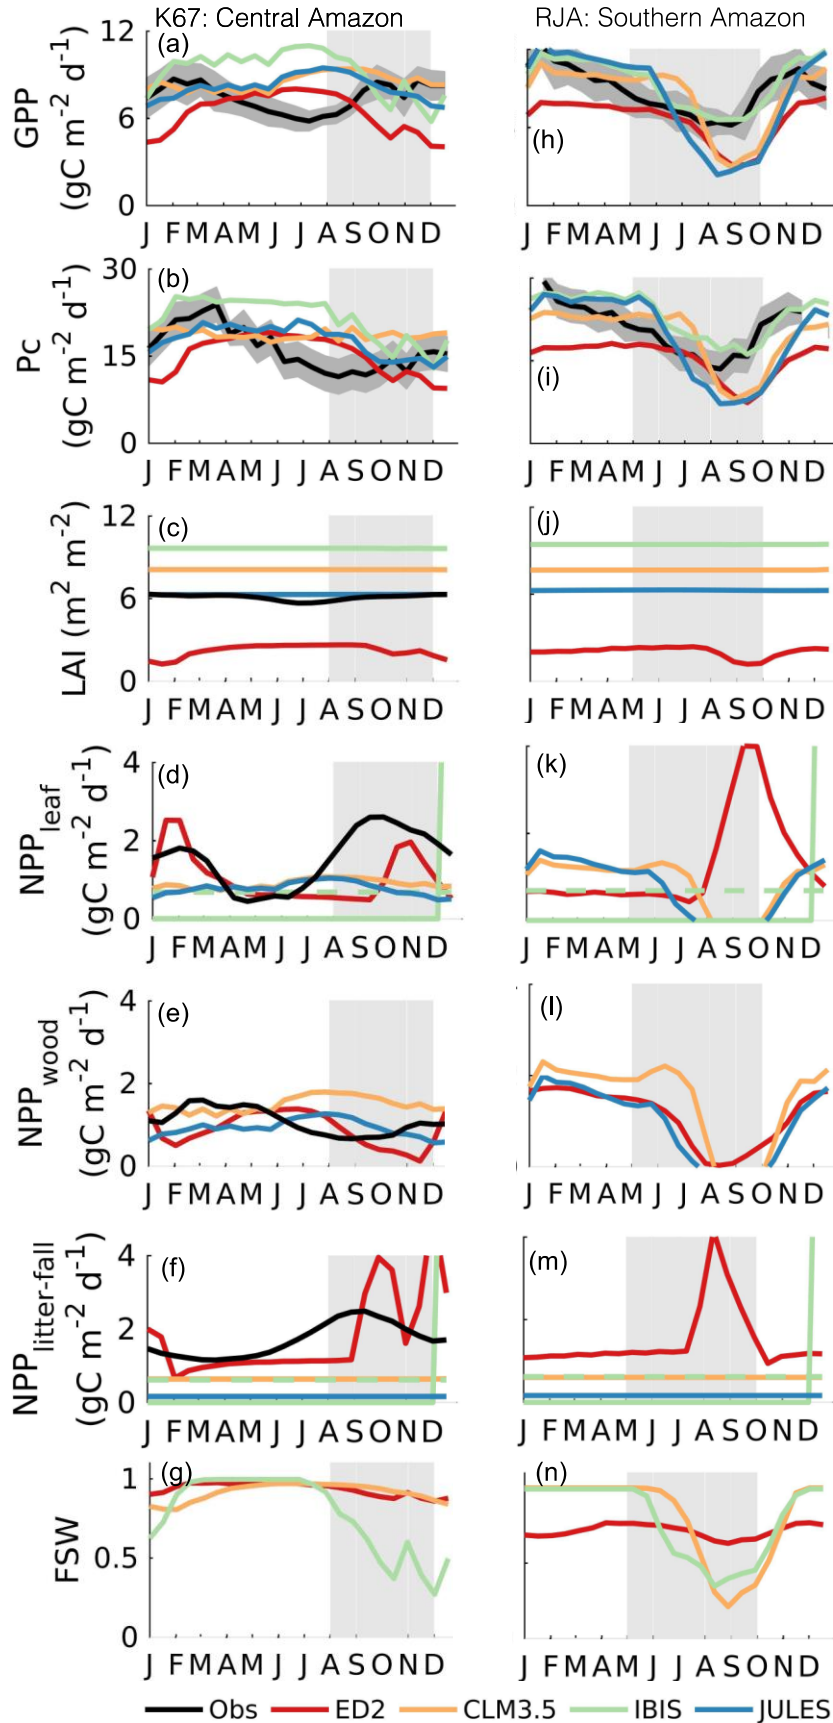 K67: Central Amazon
RJA: Southern Amazon
GPP
(gC m-2 d-1)
12
6
0
(a)
(h)
J F M A M J J A S O N D
J F M A M J J A S O N D
Pc
(gC m-2 d-1)
30
15
0
(b)
(i)
J F M A M J J A S O N D
J F M A M J J A S O N D
LAI (m2 m-2)
12
6
0
(c)
(j)
J F M A M J J A S O N D
J F M A M J J A S O N D
NPPleaf
(gC m-2 d-1)
4
2
0
(d)
(k)
J F M A M J J A S O N D
J F M A M J J A S O N D
NPPwood
(gC m-2 d-1)
4
2
0
(e)
(l)
J F M A M J J A S O N D
J F M A M J J A S O N D
NPPlitter-fall
(gC m-2 d-1)
4
2
0
(f)
(m)
J F M A M J J A S O N D
J F M A M J J A S O N D
FSW
1
0.5
0
(g)
(n)
J F M A M J J A S O N D
J F M A M J J A S O N D
Obs ED2 CLM3.5 IBIS JULES